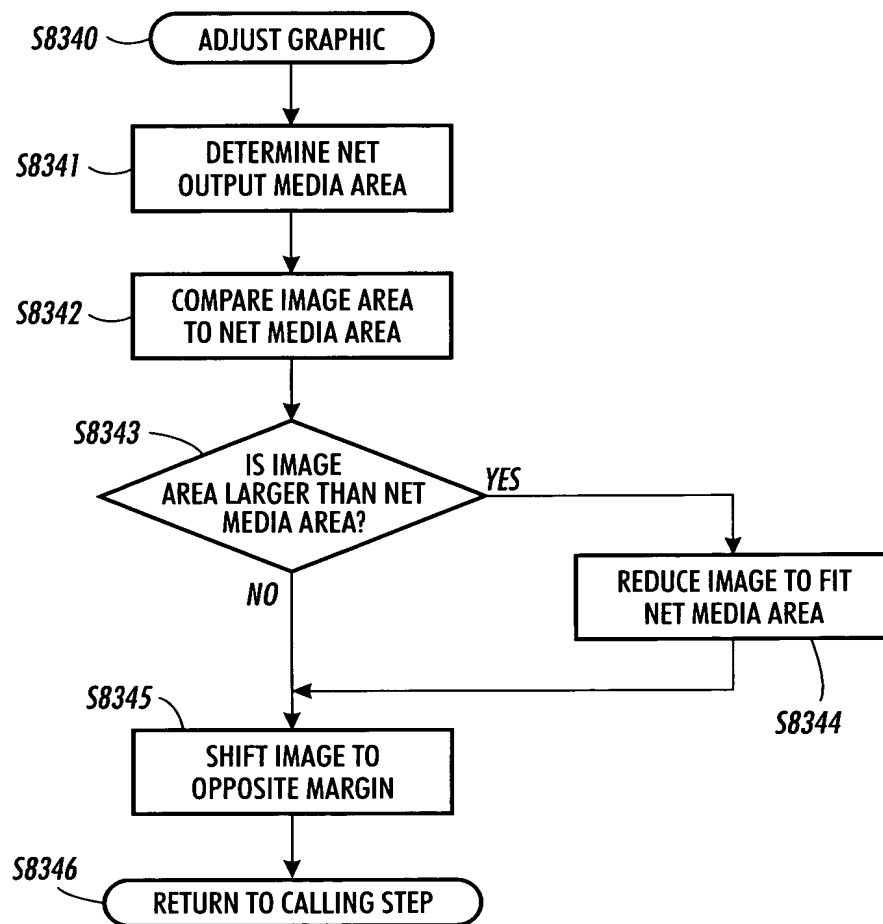 S8340
ADJUST GRAPHIC
S8341
DETERMINE NET
OUTPUT MEDIA AREA
S8342
COMPARE IMAGE AREA
TO NET MEDIA AREA
S8343
IS IMAGE
AREA LARGER THAN NET
MEDIA AREA?
YES
NO
REDUCE IMAGE TO FIT
NET MEDIA AREA
S8344
S8345
SHIFT IMAGE TO
OPPOSITE MARGIN
S8346
RETURN TO CALLING STEP